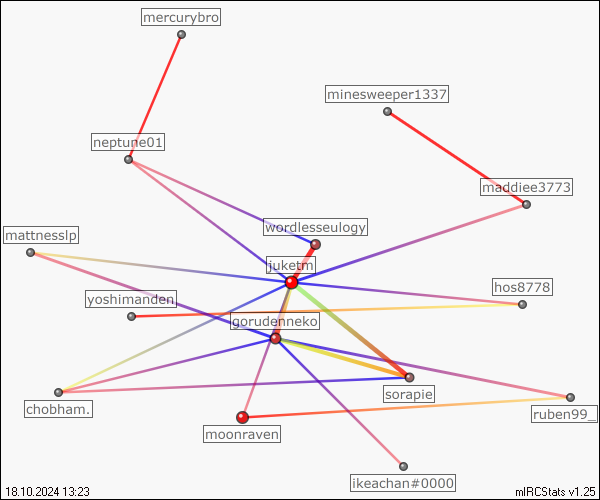 mercurybro
minesweeper1337
neptune01
maddiee3773
wordlesseulogy
mattnesslp
juketm
hos8778
yoshimanden_
gorudenneko
sorapie
chobham.
ruben99_
moonraven
ikeachan#0000
18.10.2024 13:23
mIRCStats v1.25